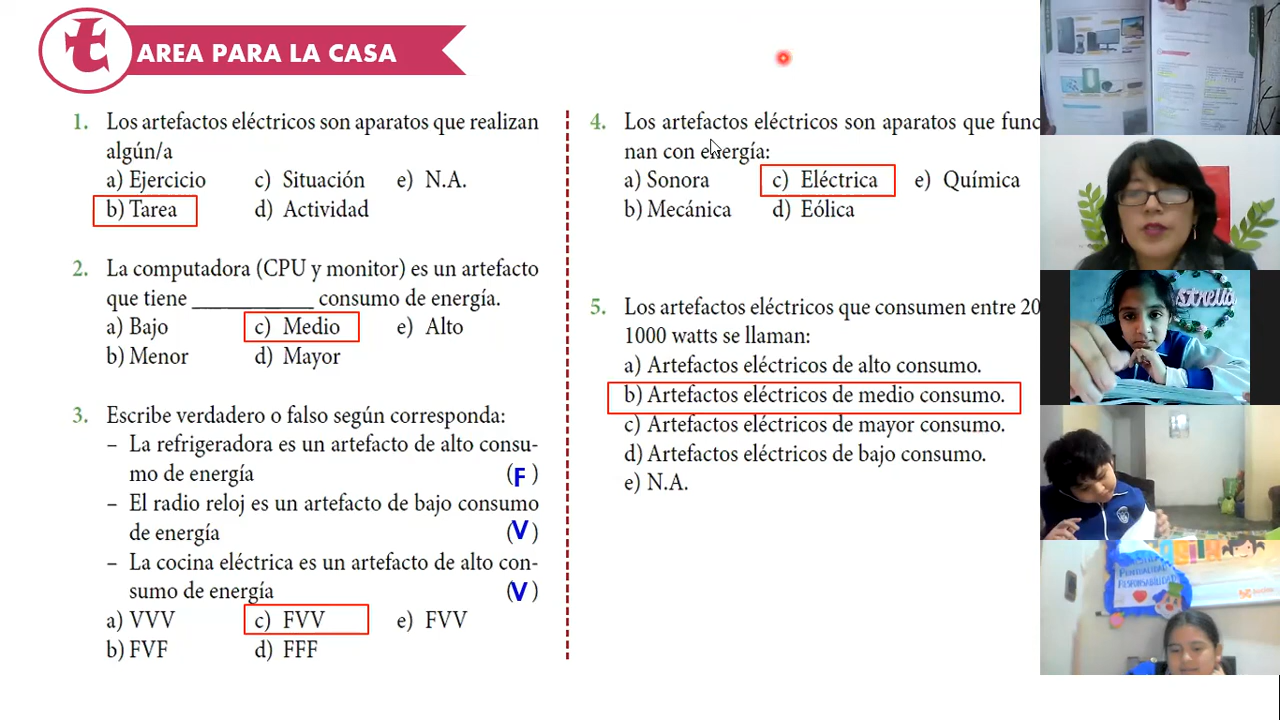 t
AREA PARA LA CASA
1. Los artefactos eléctricos son aparatos que realizan
algún/a
a) Ejercicio c) Situación e) N.A.
b) Tarea d) Actividad
2. La computadora (CPU y monitor) es un artefacto
que tiene ____________ consumo de energía.
a) Bajo c) Medio e) Alto
b) Menor d) Mayor
3. Escribe verdadero o falso según corresponda:
– La refrigeradora es un artefacto de alto consu-
mo de energía (F)
– El radio reloj es un artefacto de bajo consumo
de energía (V)
– La cocina eléctrica es un artefacto de alto con-
sumo de energía (V)
a) VVV c) FVV e) FVV
b) FVF d) FFF
4. Los artefactos eléctricos son aparatos que func
nan con energía:
a) Sonora c) Eléctrica e) Química
b) Mecánica d) Eólica
5. Los artefactos eléctricos que consumen entre 20
1000 watts se llaman:
a) Artefactos eléctricos de alto consumo.
b) Artefactos eléctricos de medio consumo.
c) Artefactos eléctricos de mayor consumo.
d) Artefactos eléctricos de bajo consumo.
e) N.A.
strella
PUNTUALIDAD
RESPONSABILIDAD